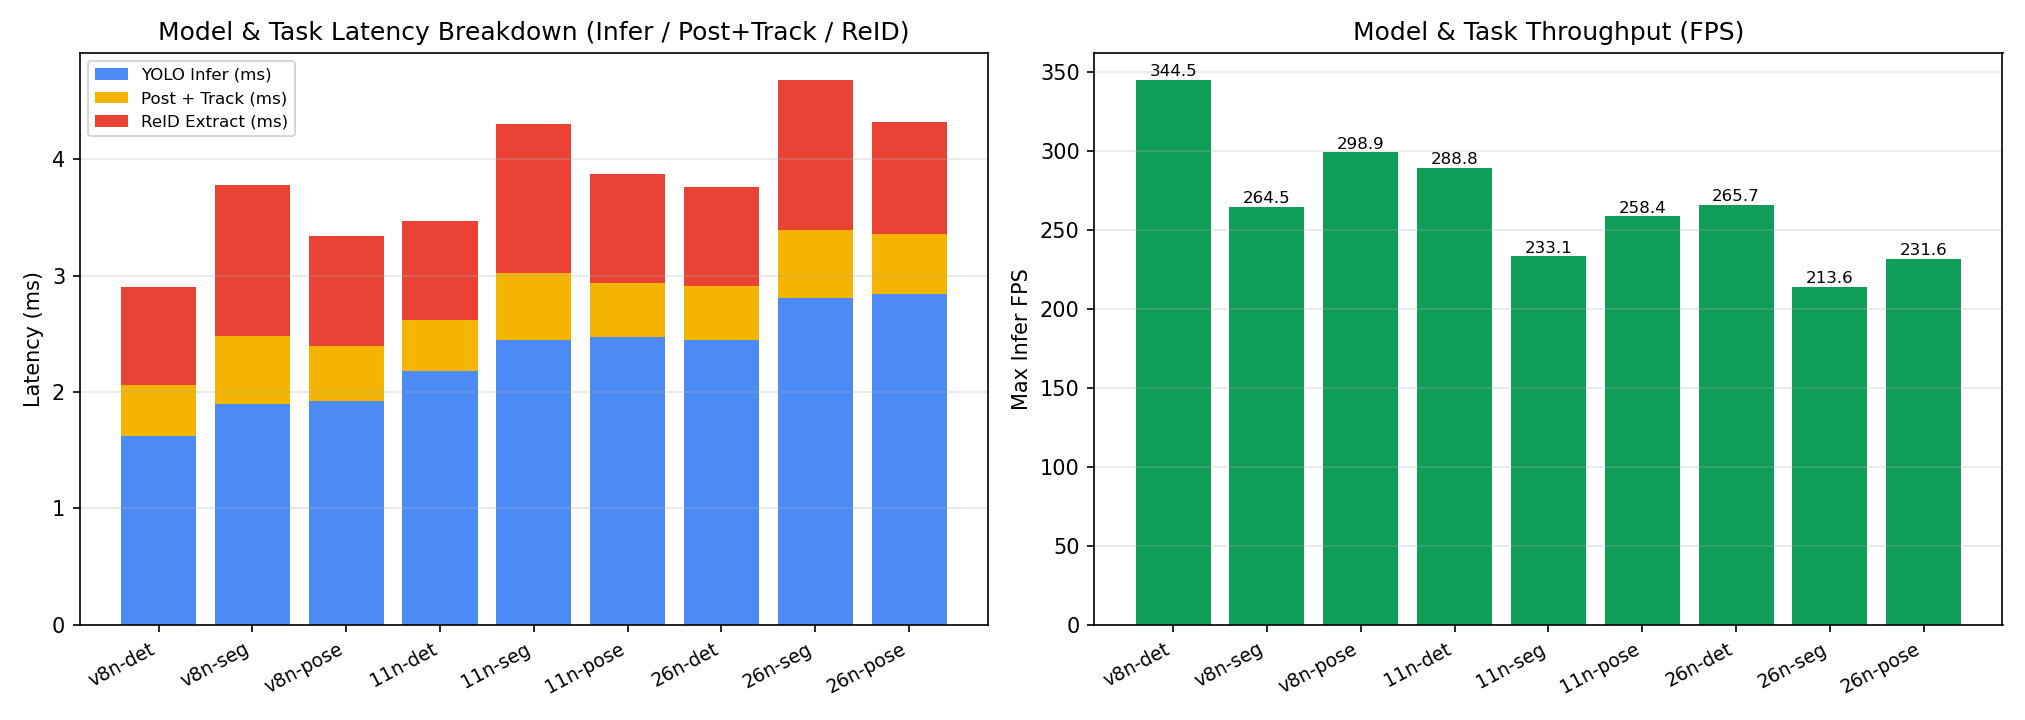 Model & Task Latency Breakdown (Infer / Post+Track / ReID)
YOLO Infer (ms)
Post + Track (ms)
ReID Extract (ms)
Latency (ms)
4
3
2
1
0
v8n-det
v8n-seg
v8n-pose
11n-det
11n-seg
11n-pose
26n-det
26n-seg
26n-pose
Model & Task Throughput (FPS)
Max Infer FPS
350
300
250
200
150
100
50
0
344.5
264.5
298.9
288.8
233.1
258.4
265.7
213.6
231.6
v8n-det
v8n-seg
v8n-pose
11n-det
11n-seg
11n-pose
26n-det
26n-seg
26n-pose